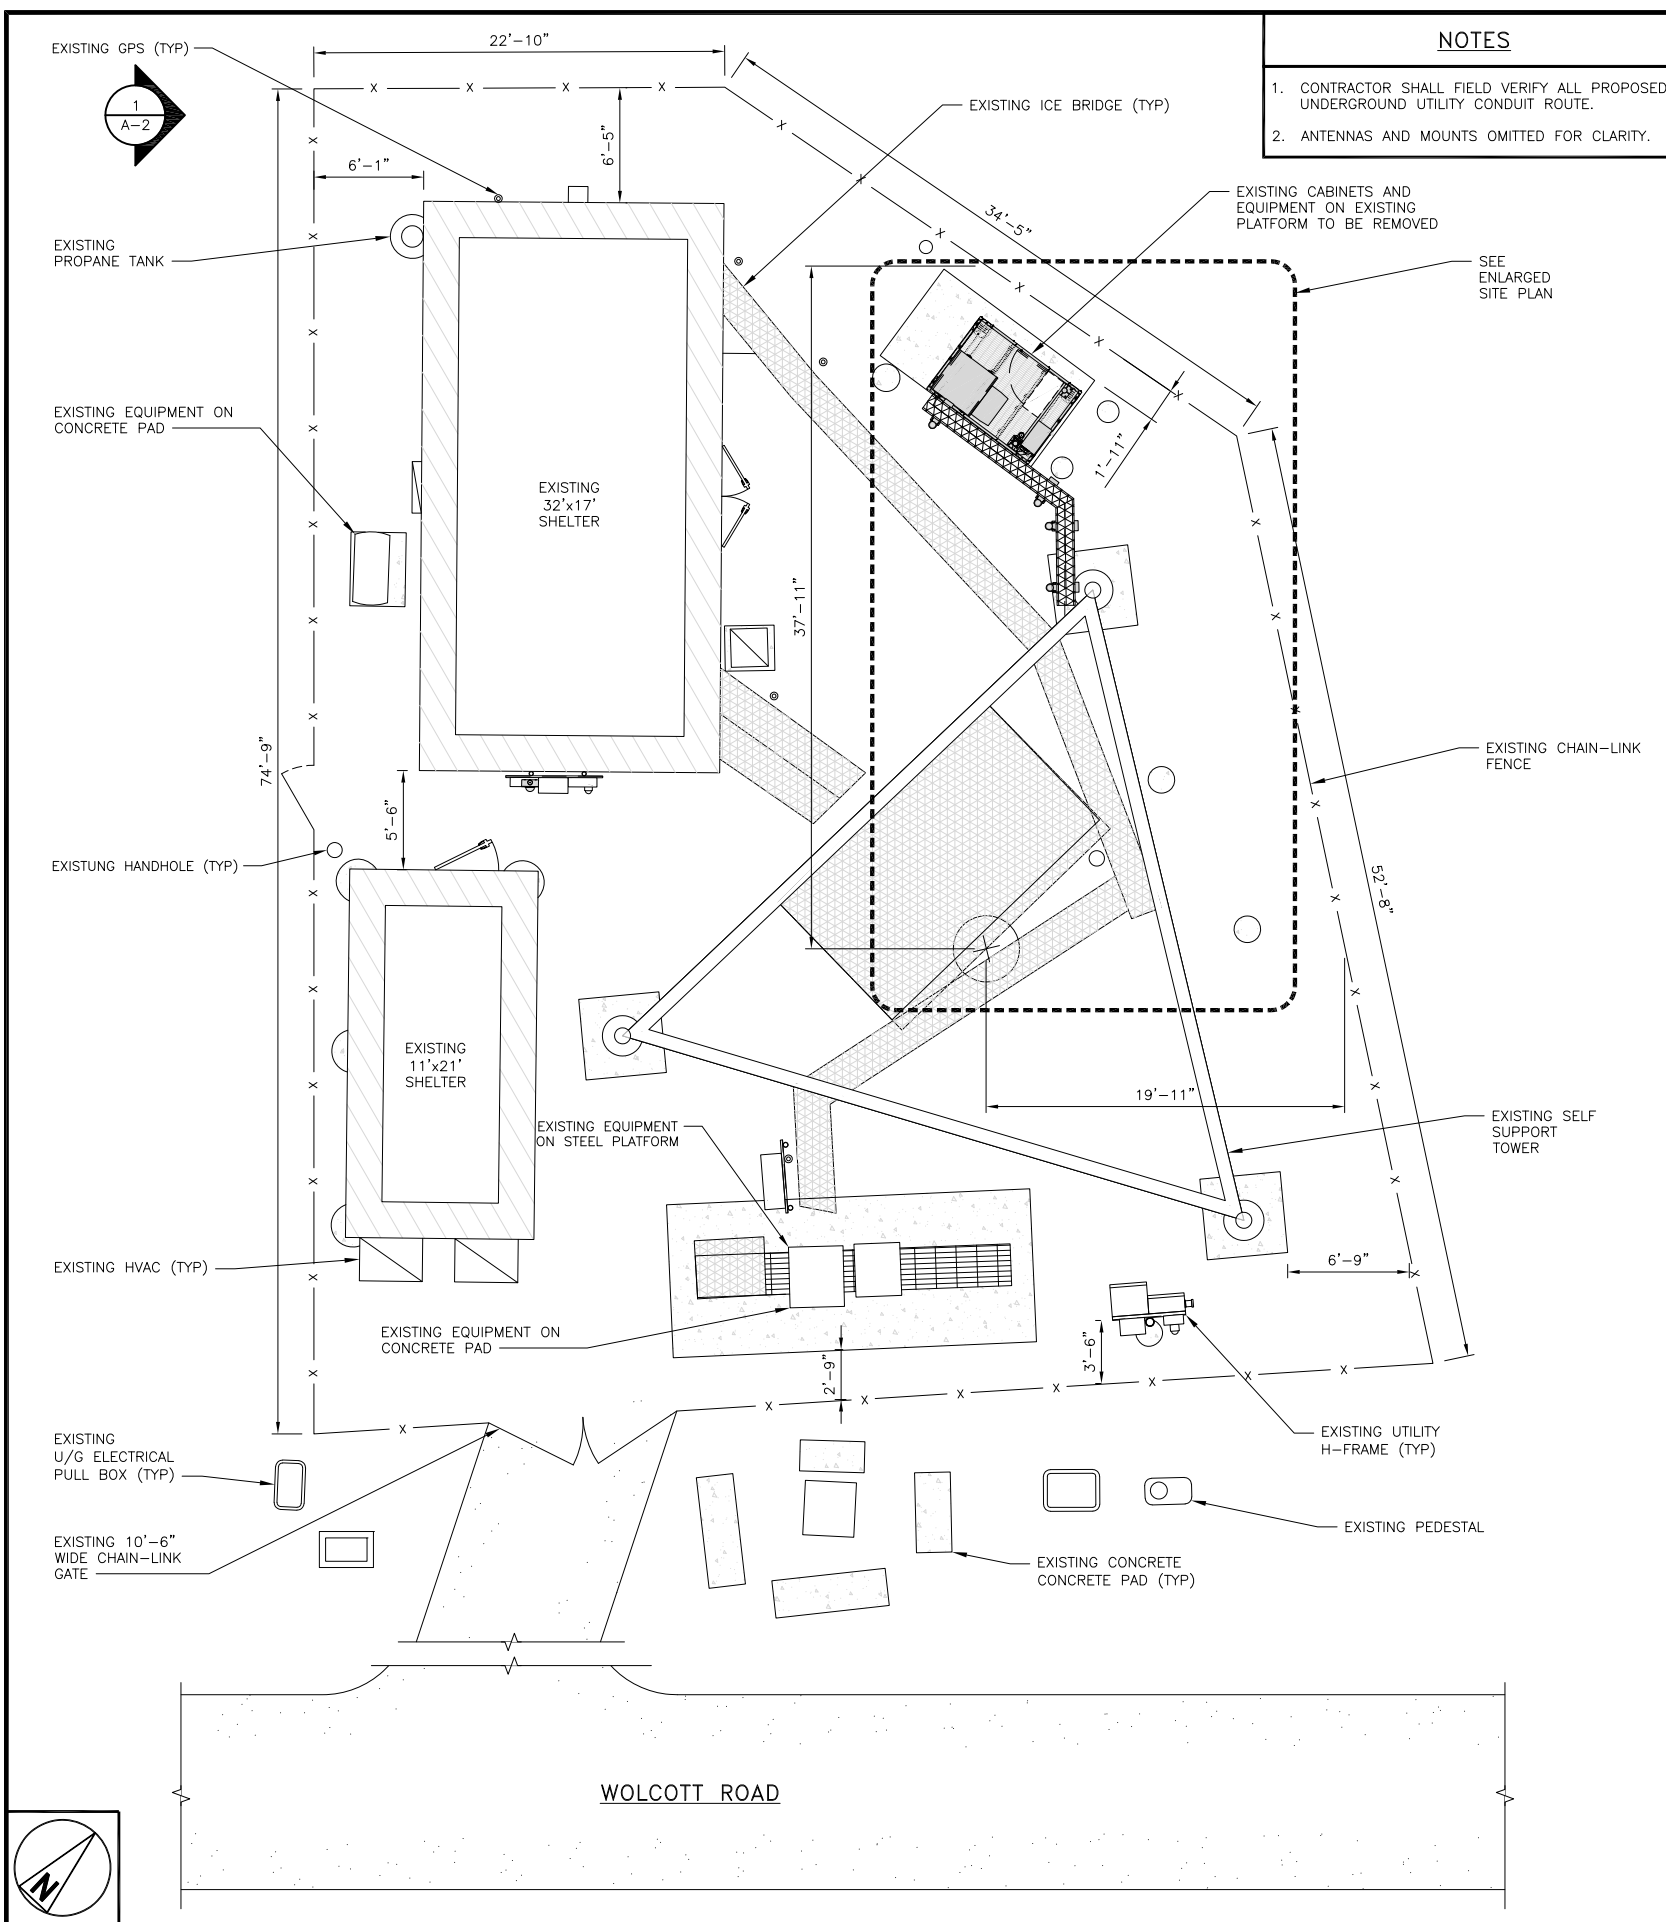 EXISTING GPS (TYP)
22'-10"
NOTES
1. CONTRACTOR SHALL FIELD VERIFY ALL PROPOSED
UNDERGROUND UTILITY CONDUIT ROUTE.
2. ANTENNAS AND MOUNTS OMITTED FOR CLARITY.
1
A-2
EXISTING ICE BRIDGE (TYP)
6'-5"
6'-1"
EXISTING CABINETS AND
EQUIPMENT ON EXISTING
PLATFORM TO BE REMOVED
34'-5"
EXISTING
PROPANE TANK
SEE
ENLARGED
SITE PLAN
EXISTING EQUIPMENT ON
CONCRETE PAD
1'-11"
EXISTING
32'x17'
SHELTER
37'-11"
74'-9"
EXISTING CHAIN-LINK
FENCE
5'-6"
EXISTUNG HANDHOLE (TYP)
52'-8"
EXISTING
11'x21'
SHELTER
19'-11"
EXISTING EQUIPMENT
ON STEEL PLATFORM
EXISTING SELF
SUPPORT
TOWER
EXISTING HVAC (TYP)
6'-9"
EXISTING EQUIPMENT ON
CONCRETE PAD
2'-9"
3'-6"
EXISTING
U/G ELECTRICAL
PULL BOX (TYP)
EXISTING UTILITY
H-FRAME (TYP)
EXISTING 10'-6"
WIDE CHAIN-LINK
GATE
EXISTING PEDESTAL
EXISTING CONCRETE
CONCRETE PAD (TYP)
WOLCOTT ROAD
N